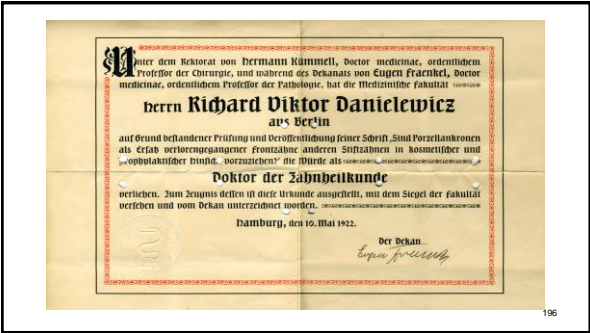 Unter dem Rektorat von Hermann Kümmell, Doctor medicinae, ordentlichem
Professor der Chirurgie, und während des Dekanats von Eugen Fraenkel, Doctor
medicinae, ordentlichem Professor der Pathologie, hat die Medizinische Fakultät
Herrn Richard Viktor Danielewicz
aus Berlin
auf Grund bestandener Prüfung und Veröffentlichung seiner Schrift „Sind Porzellankronen
als Ersatz verlorengegangener Frontzähne anderen Stiftzähnen in kosmetischer und
prophylaktischer Hinsicht vorzuziehen?“ die Würde als
Doktor der Zahnheilkunde
verliehen. Zum Zeugnis dessen ist diese Urkunde ausgestellt, mit dem Siegel der Fakultät
versehen und vom Dekan unterzeichnet worden.
Hamburg, den 10. Mai 1922.
Der Dekan
Eugen Fraenkel
196